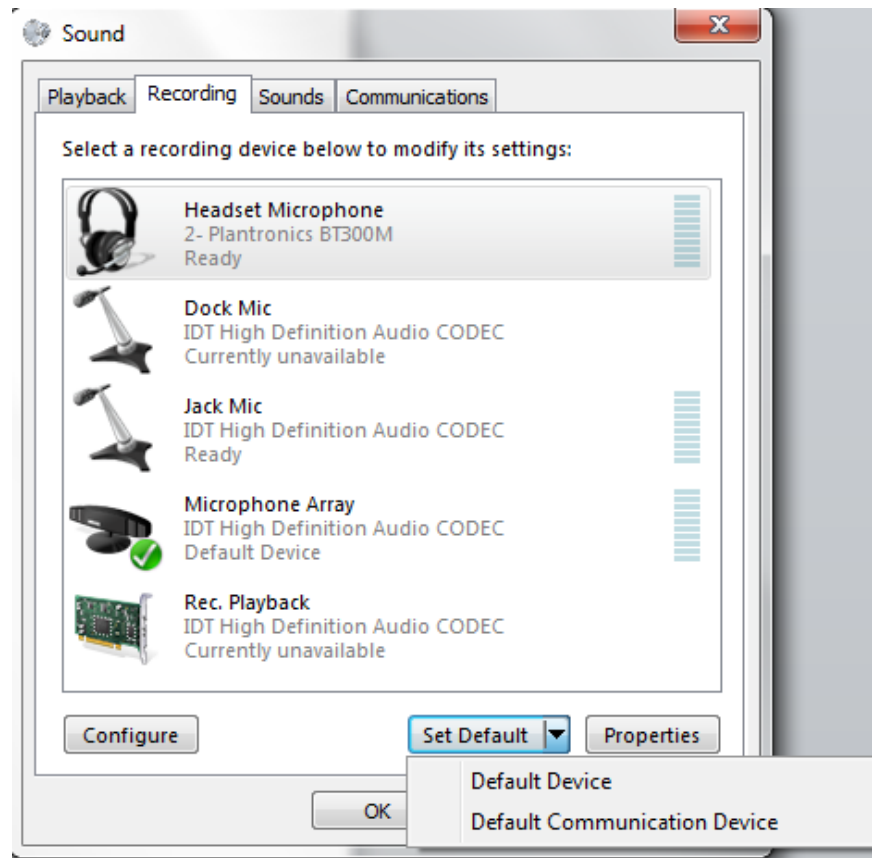 Sound
Playback Recording Sounds Communications
Select a recording device below to modify its settings:
Headset Microphone
2- Plantronics BT300M
Ready
Dock Mic
IDT High Definition Audio CODEC
Currently unavailable
Jack Mic
IDT High Definition Audio CODEC
Ready
Microphone Array
IDT High Definition Audio CODEC
Default Device
Rec. Playback
IDT High Definition Audio CODEC
Currently unavailable
Configure Set Default Properties
Default Device
OK
Default Communication Device